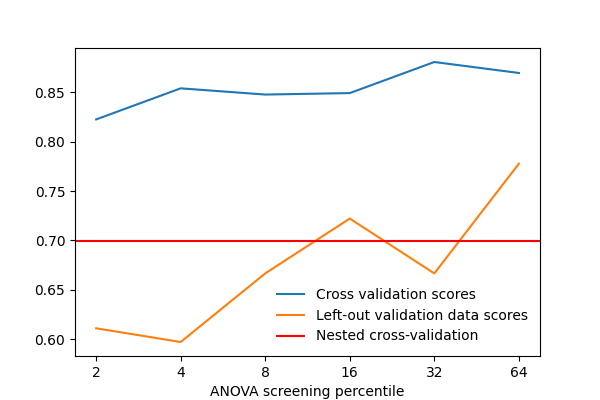 0.85
0.80
0.75
0.70
0.65
0.60
Cross validation scores
Left-out validation data scores
Nested cross-validation
2 4 8 16 32 64
ANOVA screening percentile